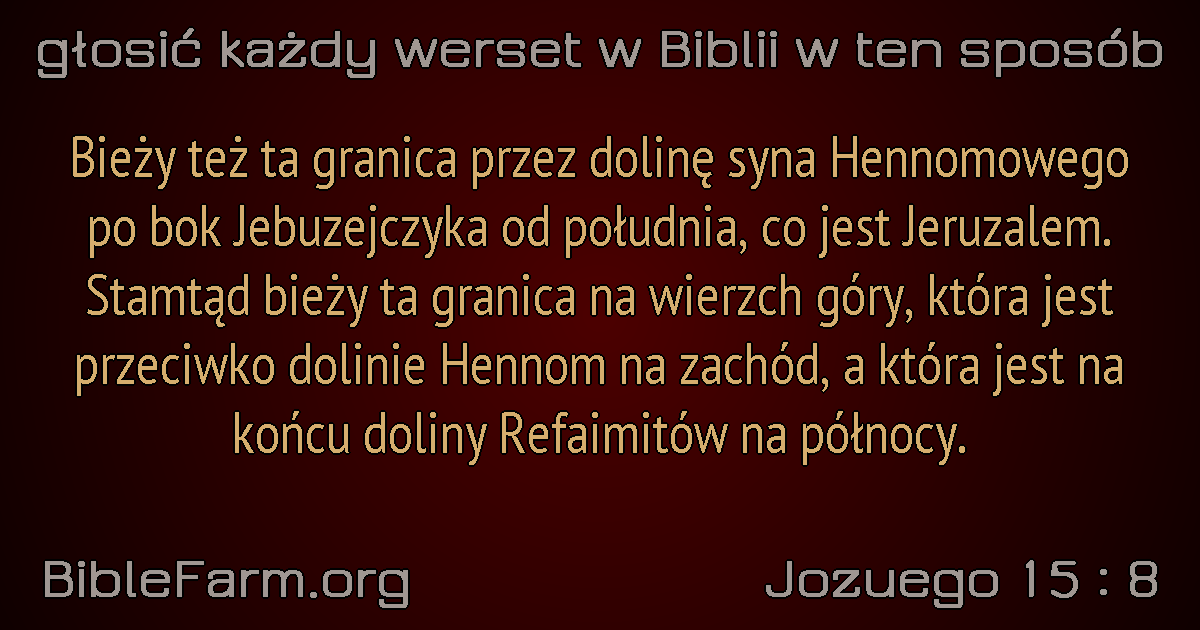 głosić każdy werset w Biblii w ten sposób
Bieży też ta granica przez dolinę syna Hennomowego
po bok Jebuzejczyka od południa, co jest Jeruzalem.
Stamtąd bieży ta granica na wierzch góry, która jest
przeciwko dolinie Hennom na zachód, a która jest na
końcu doliny Refaimitów na północy.
BibleFarm.org
Jozuego 15 : 8